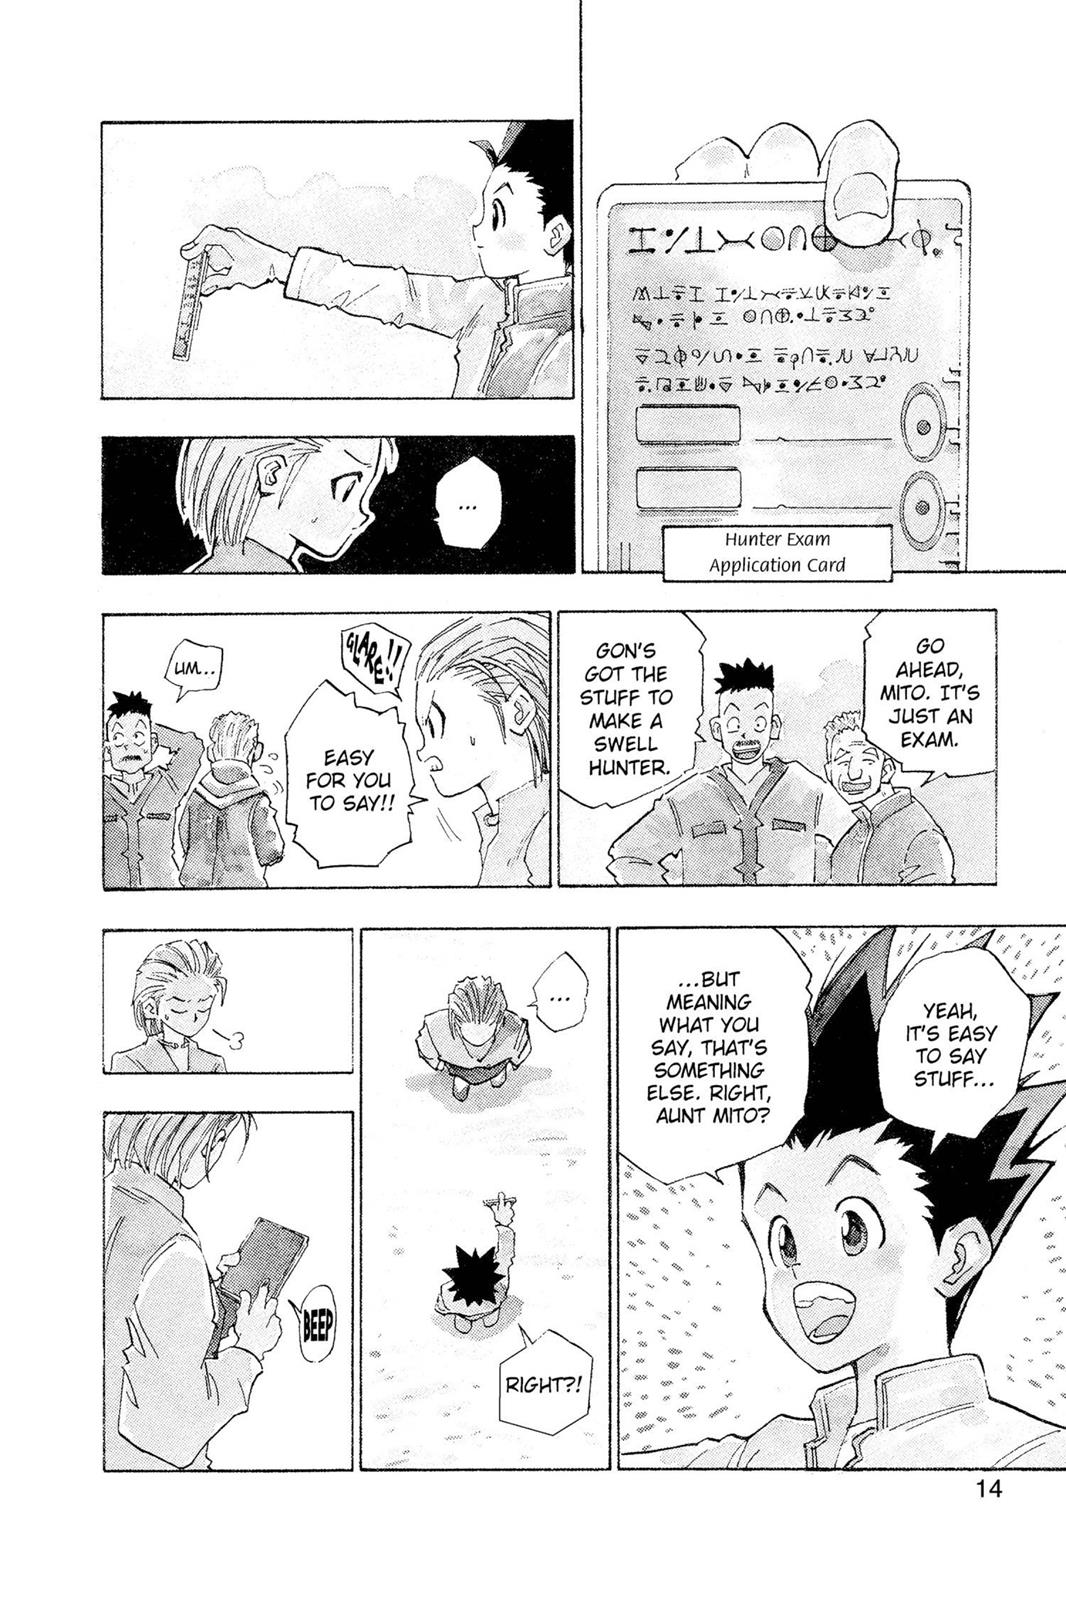 Hunter Exam
Application Card
...
GO
AHEAD,
MITO. IT'S
JUST AN
EXAM.
GON'S
GOT THE
STUFF TO
MAKE A
SWELL
HUNTER.
GLARE!!
EASY
FOR YOU
TO SAY!!
UM...
YEAH,
IT'S EASY
TO SAY
STUFF...
...BUT
MEANING
WHAT YOU
SAY, THAT'S
SOMETHING
ELSE. RIGHT,
AUNT MITO?
...
RIGHT?!
BEEP
14